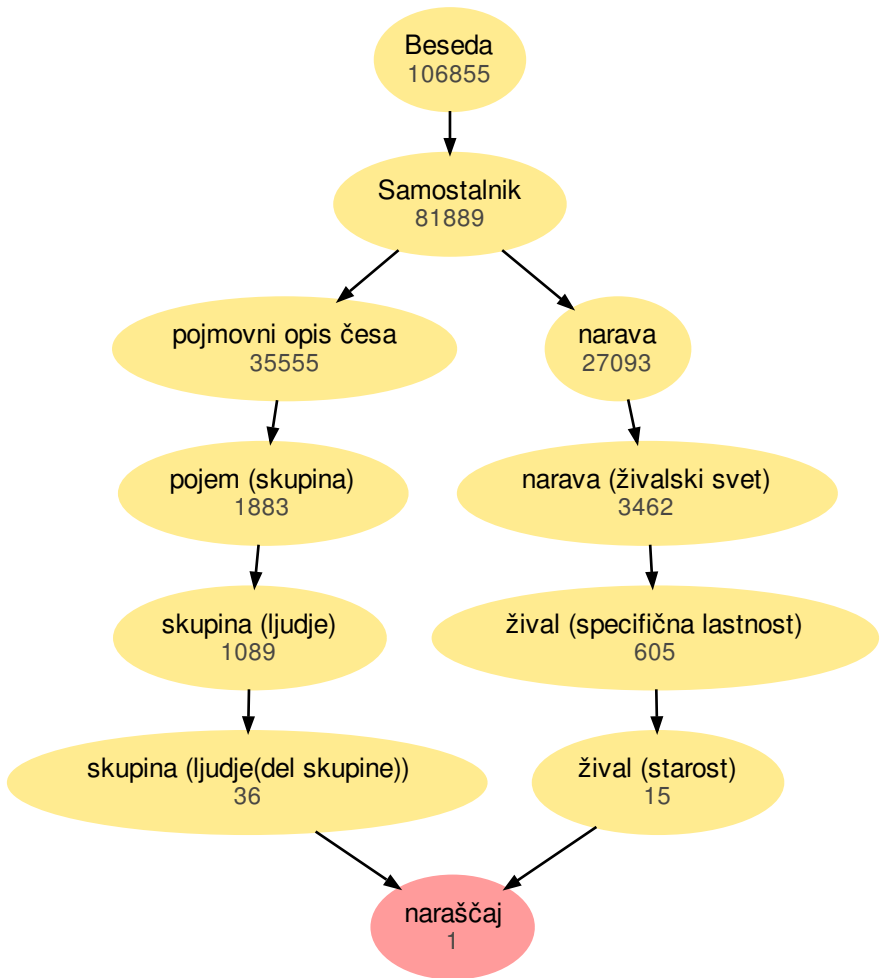 Beseda
106855
Samostalnik
81889
pojmovni opis česa
35555
narava
27093
pojem (skupina)
1883
narava (živalski svet)
3462
skupina (ljudje)
1089
žival (specifična lastnost)
605
skupina (ljudje(del skupine))
36
žival (starost)
15
naraščaj
1